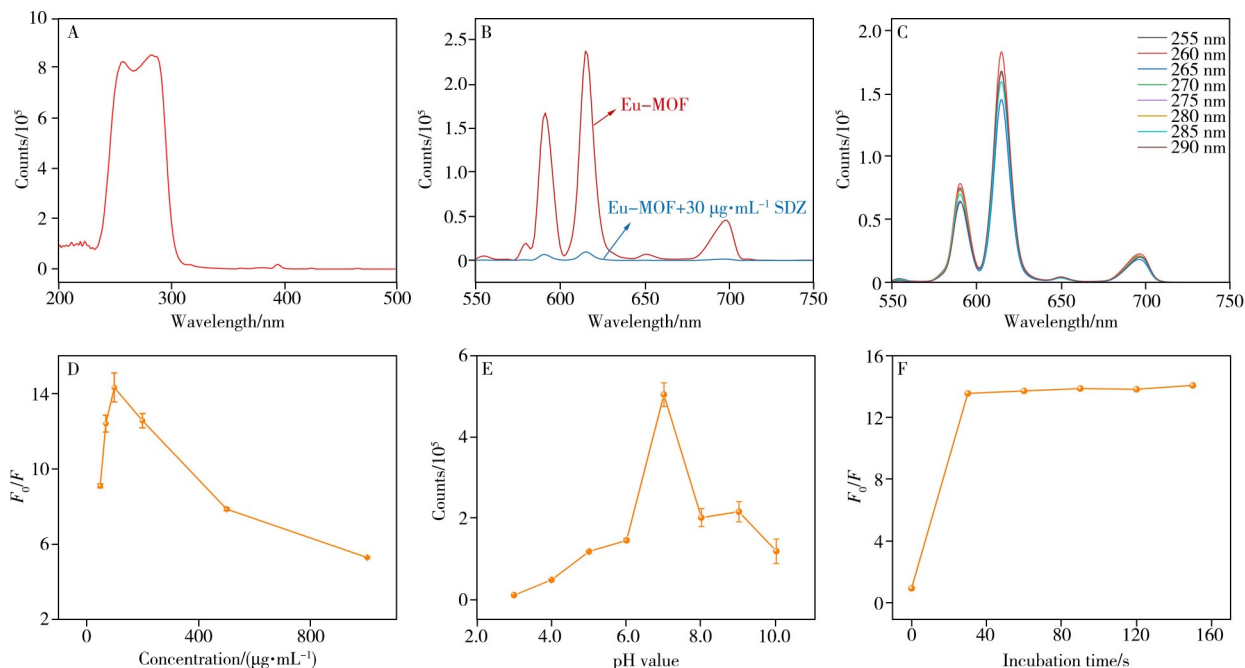 A
10
8
6
4
2
0
200
300
400
500
Counts/10⁵
Wavelength/nm
B
2.5
2.0
1.5
1.0
0.5
0
550
600
650
700
750
Counts/10⁵
Wavelength/nm
Eu-MOF
Eu-MOF+30 μg·mL⁻¹ SDZ
C
2.0
1.5
1.0
0.5
0
550
600
650
700
750
Counts/10⁵
Wavelength/nm
255 nm
260 nm
265 nm
270 nm
275 nm
280 nm
285 nm
290 nm
D
14
10
6
2
0
400
800
F₀/F
Concentration/(μg·mL⁻¹)
E
6
4
2
0
2.0
4.0
6.0
8.0
10.0
Counts/10⁵
pH value
F
16
12
8
4
0
0
40
80
120
160
F₀/F
Incubation time/s